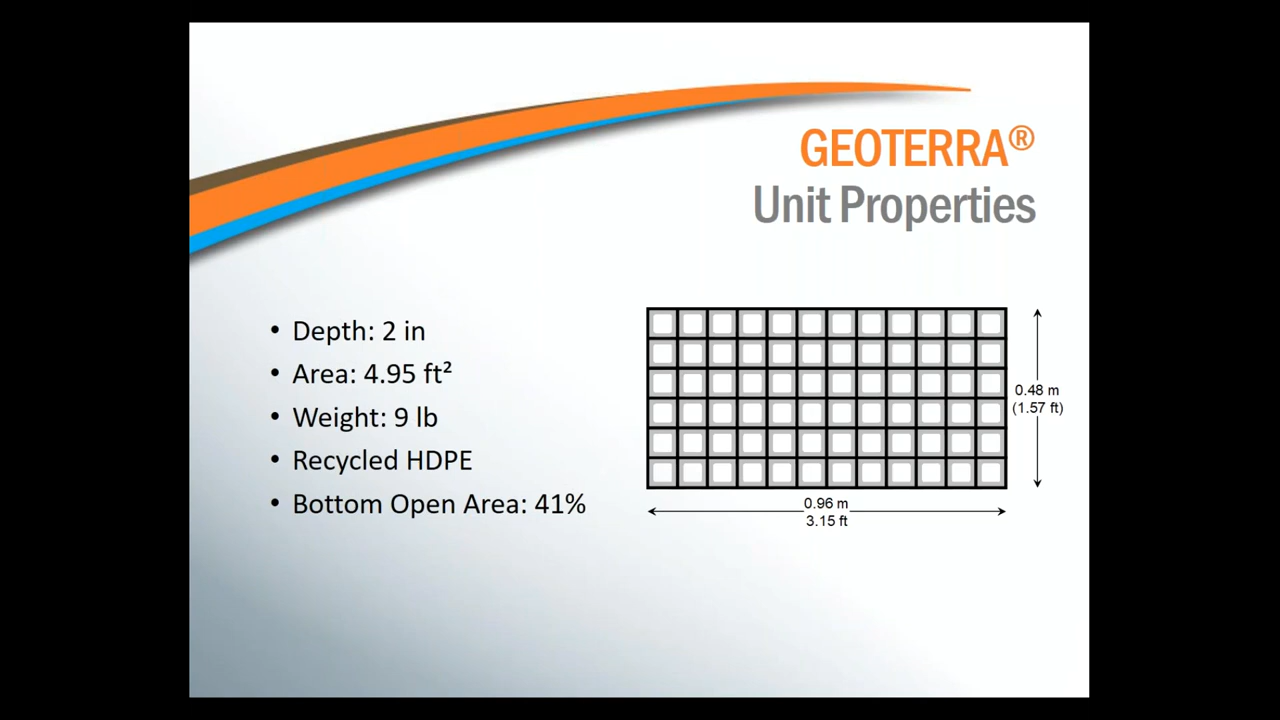 GEOTERRA®
Unit Properties
• Depth: 2 in
• Area: 4.95 ft²
• Weight: 9 lb
• Recycled HDPE
• Bottom Open Area: 41%
0.48 m
(1.57 ft)
0.96 m
3.15 ft